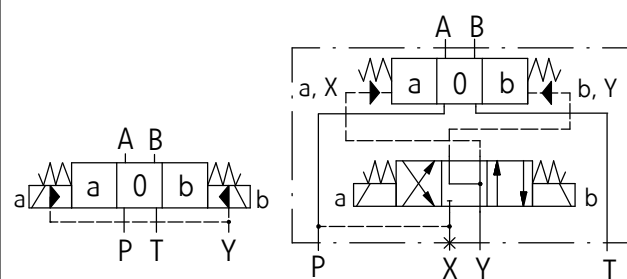 A B
a, X a 0 b b, Y
A B
a a 0 b b
a b
P T Y
P X Y T